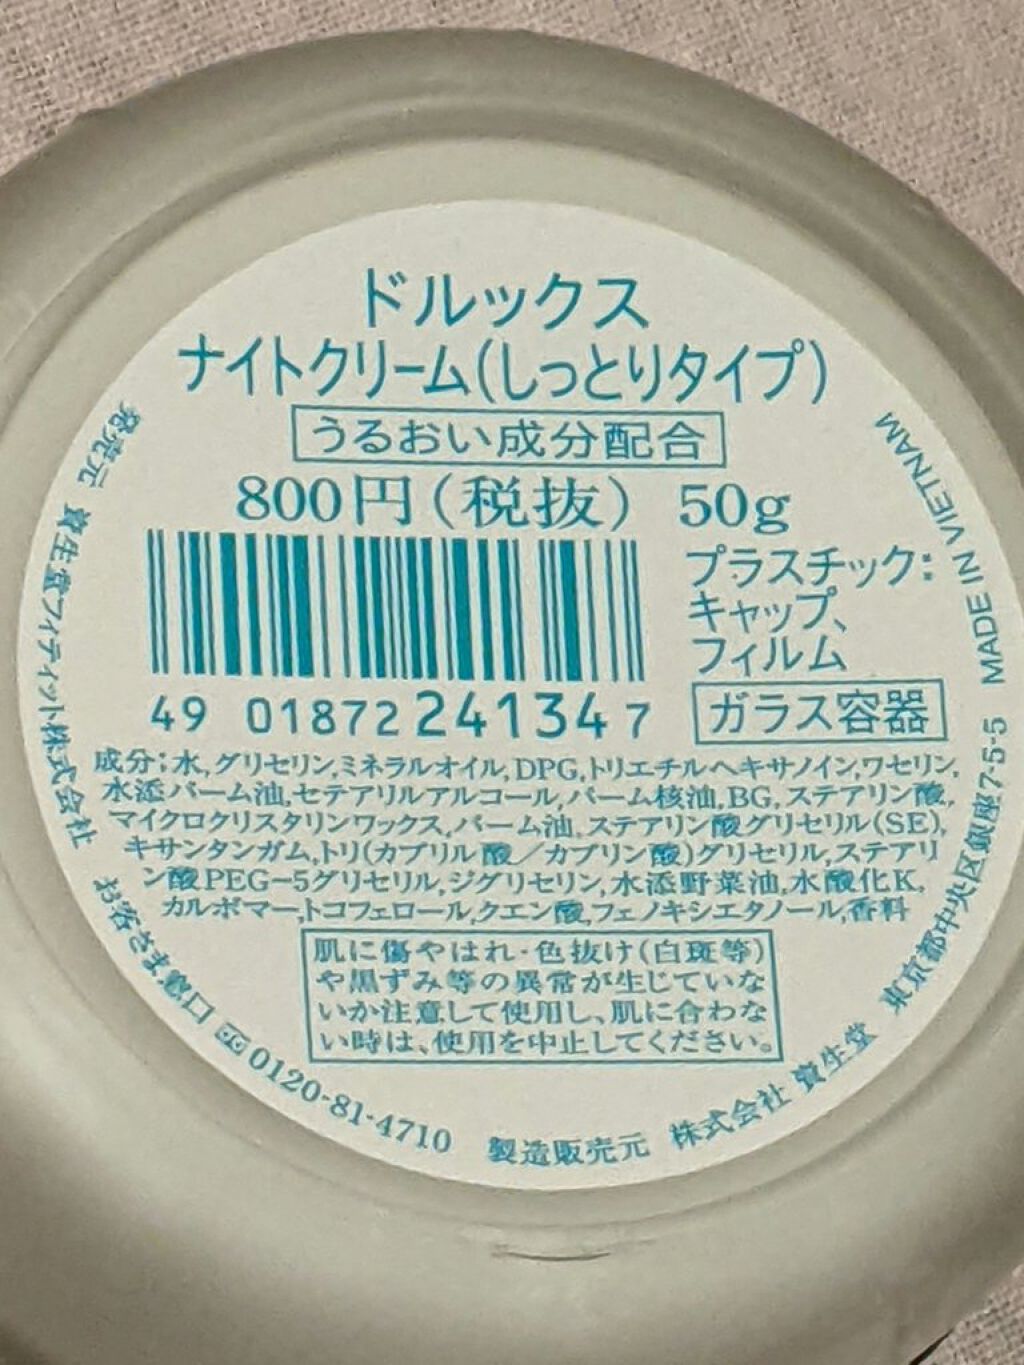 ドルックス
ナイトクリーム(しっとりタイプ)
うるおい成分配合
800円(税抜) 50g
プラスチック:
キャップ、
フィルム
ガラス容器
49 01872 241347
成分:水,グリセリン,ミネラルオイル,DPG,トリエチルヘキサノイン,ワセリン,
水添パーム油,セテアリルアルコール,パーム核油,BG,ステアリン酸,
マイクロクリスタリンワックス,パーム油,ステアリン酸グリセリル(SE),
キサンタンガム,トリ(カプリル酸/カプリン酸)グリセリル,ステアリ
ン酸PEG-5グリセリル,ジグリセリン,水添野菜油,水酸化K,
カルボマー,トコフェロール,クエン酸,フェノキシエタノール,香料
肌に傷やはれ・色抜け(白斑等)
や黒ずみ等の異常が生じていな
いか注意して使用し、肌に合わな
い時は、使用を中止してください。
発売元 資生堂フィティット株式会社
お客さま窓口 0120-81-4710
製造販売元 株式会社 資生堂 東京都中央区銀座7-5-5
MADE IN VIETNAM